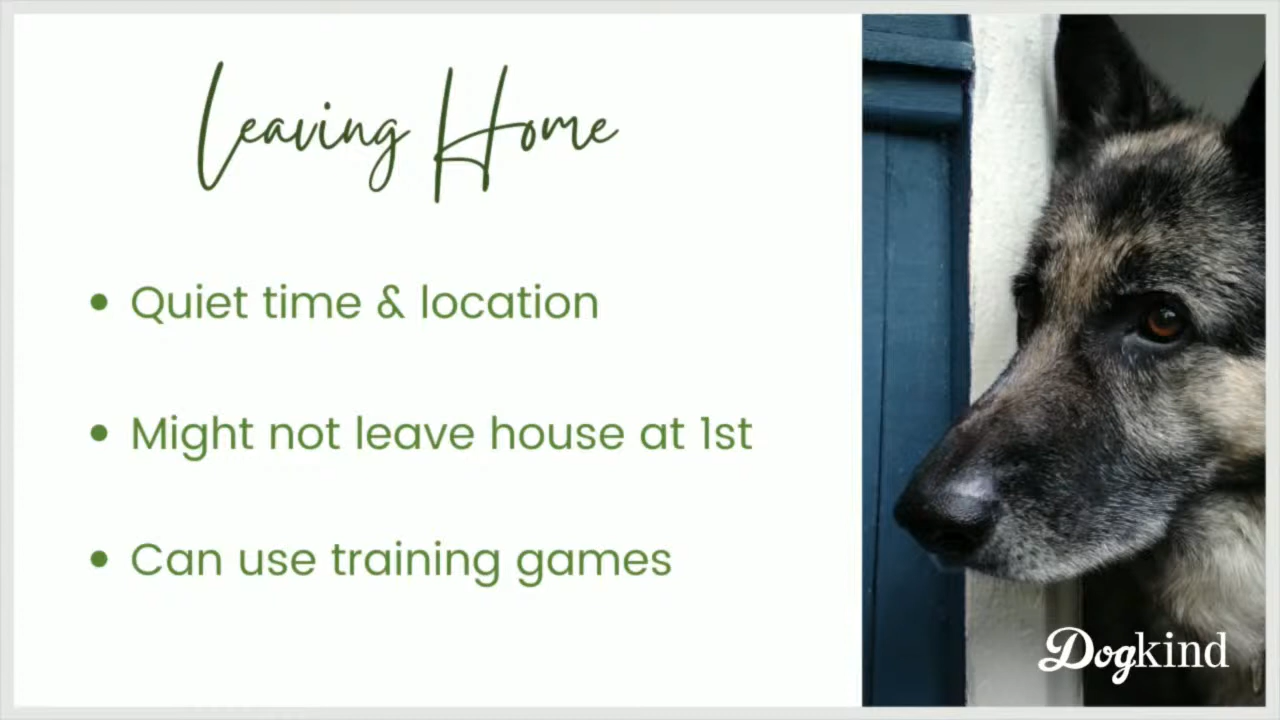 Leaving Home
• Quiet time & location
• Might not leave house at 1st
• Can use training games
Dogkind